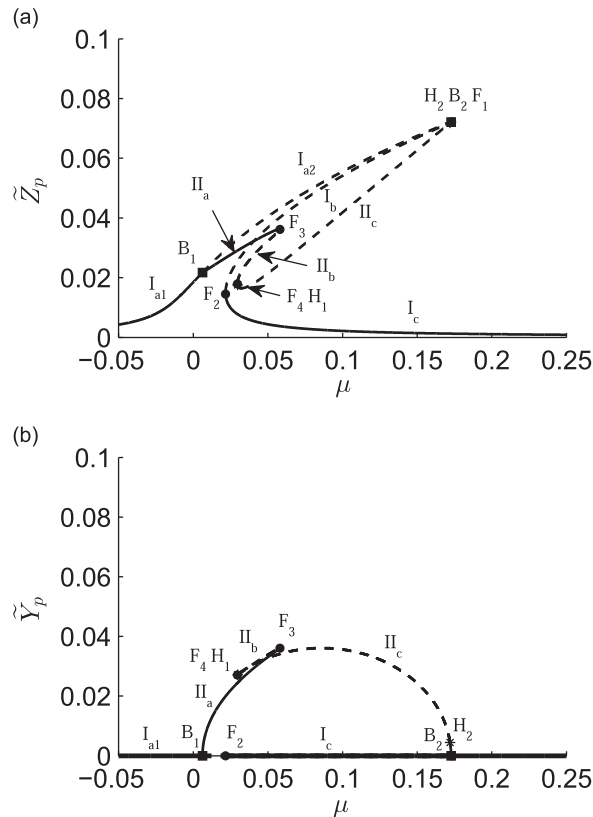 (a)
0.1
0.08
0.06
0.04
0.02
0
Z̃p
H2 B2 F1
Ia2
Ib
IIc
IIa
F3
B1
IIb
F2
F4 H1
Ia1
Ic
−0.05 0 0.05 0.1 0.15 0.2 0.25
μ
(b)
0.1
0.08
0.06
0.04
0.02
0
Ỹp
F3
IIb
F4 H1
IIc
IIa
Ia1
B1
F2
Ic
B2
H2
−0.05 0 0.05 0.1 0.15 0.2 0.25
μ